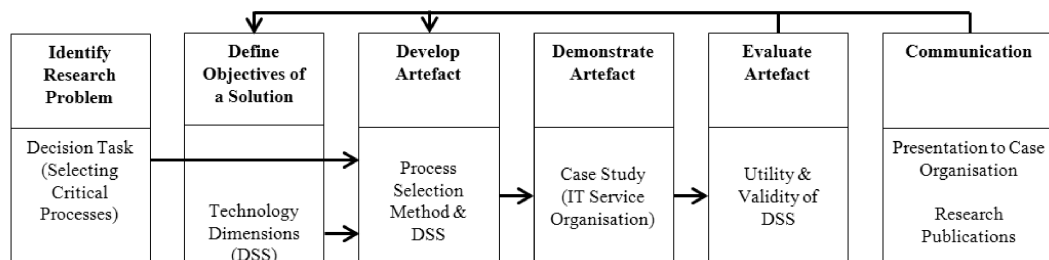 Identify
Research
Problem
Decision Task
(Selecting
Critical
Processes)
Define
Objectives of
a Solution
Technology
Dimensions
(DSS)
Develop
Artefact
Process
Selection
Method &
DSS
Demonstrate
Artefact
Case Study
(IT Service
Organisation)
Evaluate
Artefact
Utility &
Validity of
DSS
Communication
Presentation to Case
Organisation
Research
Publications